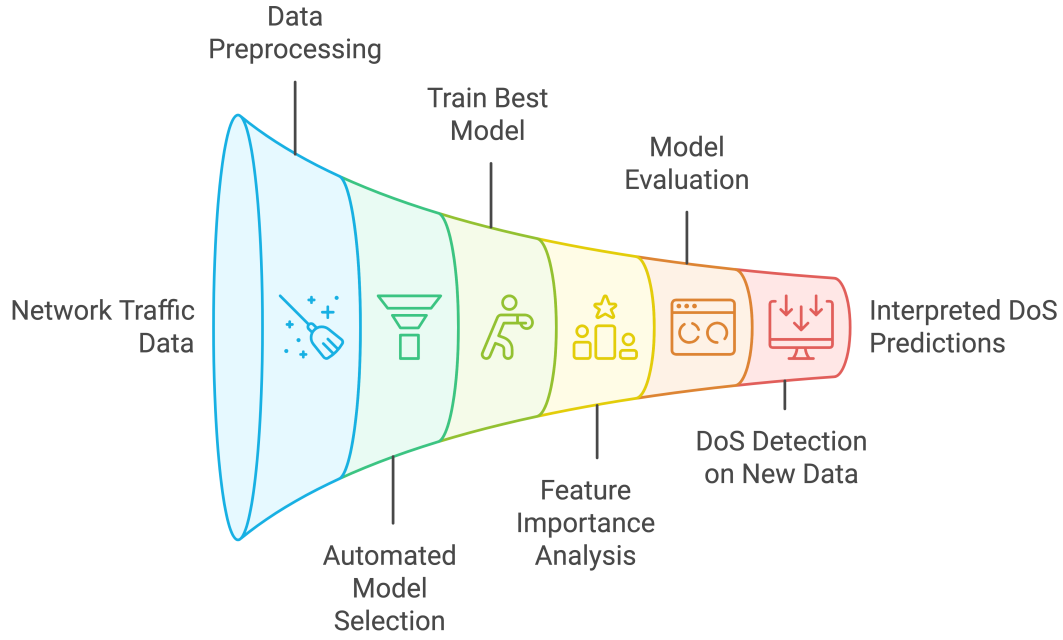 Data
Preprocessing
Train Best
Model
Model
Evaluation
Network Traffic
Data
Interpreted DoS
Predictions
DoS Detection
on New Data
Feature
Importance
Analysis
Automated
Model
Selection